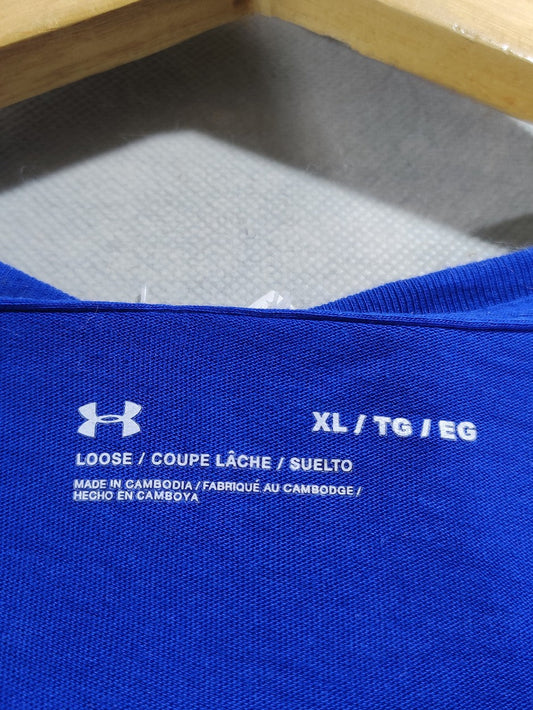 XL / TG / EG
LOOSE / COUPE LÂCHE / SUELTO
MADE IN CAMBODIA / FABRIQUÉ AU CAMBODGE /
HECHO EN CAMBOYA